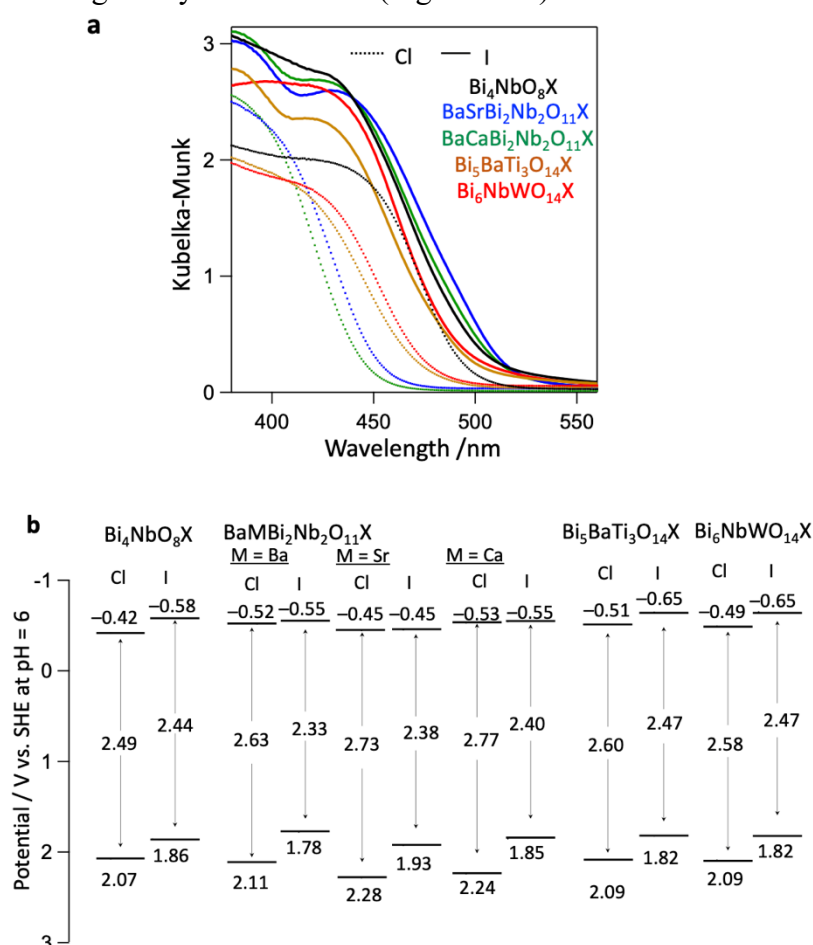 a
3
Cl I
Bi₄NbO₈X
BaSrBi₂Nb₂O₁₁X
BaCaBi₂Nb₂O₁₁X
Bi₅BaTi₃O₁₄X
Bi₆NbWO₁₄X
2
Kubelka-Munk
1
0
400 450 500 550
Wavelength /nm
b
Bi₄NbO₈X BaMBi₂Nb₂O₁₁X Bi₅BaTi₃O₁₄X Bi₆NbWO₁₄X
M = Ba M = Sr M = Ca
Cl I Cl I Cl I Cl I Cl I
-1
−0.42 −0.58 −0.52 −0.55 −0.45 −0.45 −0.53 −0.55 −0.51 −0.65 −0.49 −0.65
0
Potential / V vs. SHE at pH = 6
2.49 2.44 2.63 2.33 2.73 2.38 2.77 2.40 2.60 2.47 2.58 2.47
1
2
2.07 1.86 2.11 1.78 2.28 1.93 2.24 1.85 2.09 1.82 2.09 1.82
3